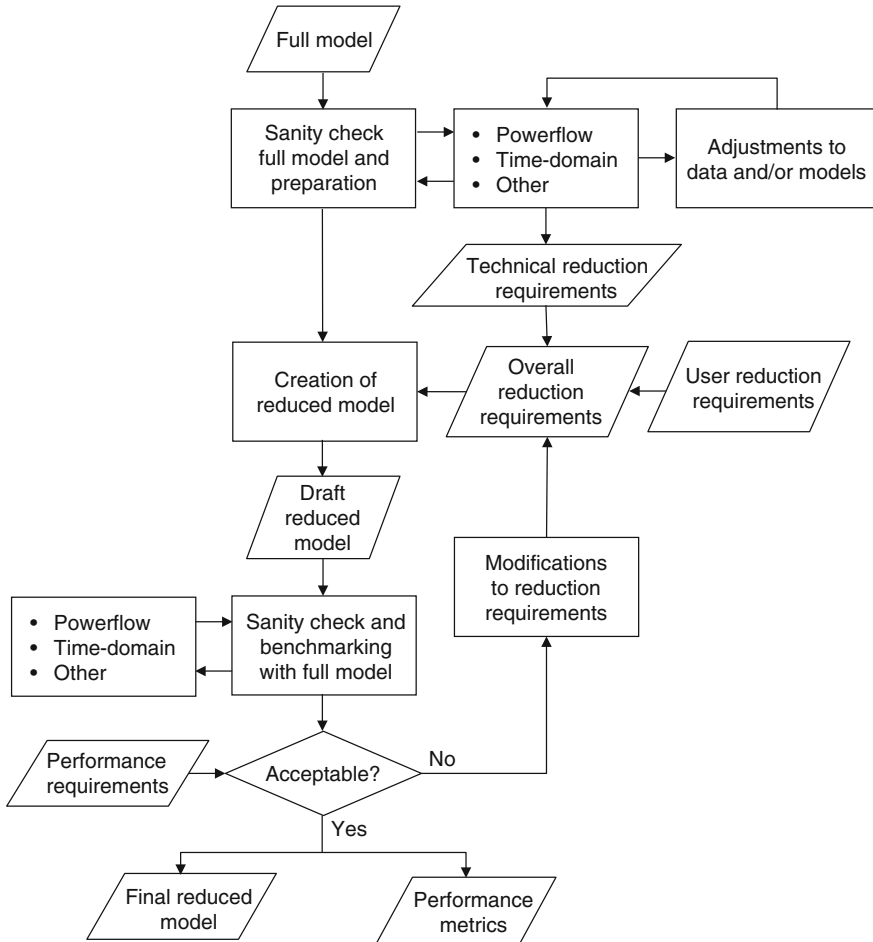 Full model
Sanity check
full model and
preparation
• Powerflow
• Time-domain
• Other
Adjustments to
data and/or models
Technical reduction
requirements
Creation of
reduced model
Overall
reduction
requirements
User reduction
requirements
Draft
reduced
model
Modifications
to reduction
requirements
• Powerflow
• Time-domain
• Other
Sanity check and
benchmarking
with full model
Performance
requirements
Acceptable?
No
Yes
Final reduced
model
Performance
metrics